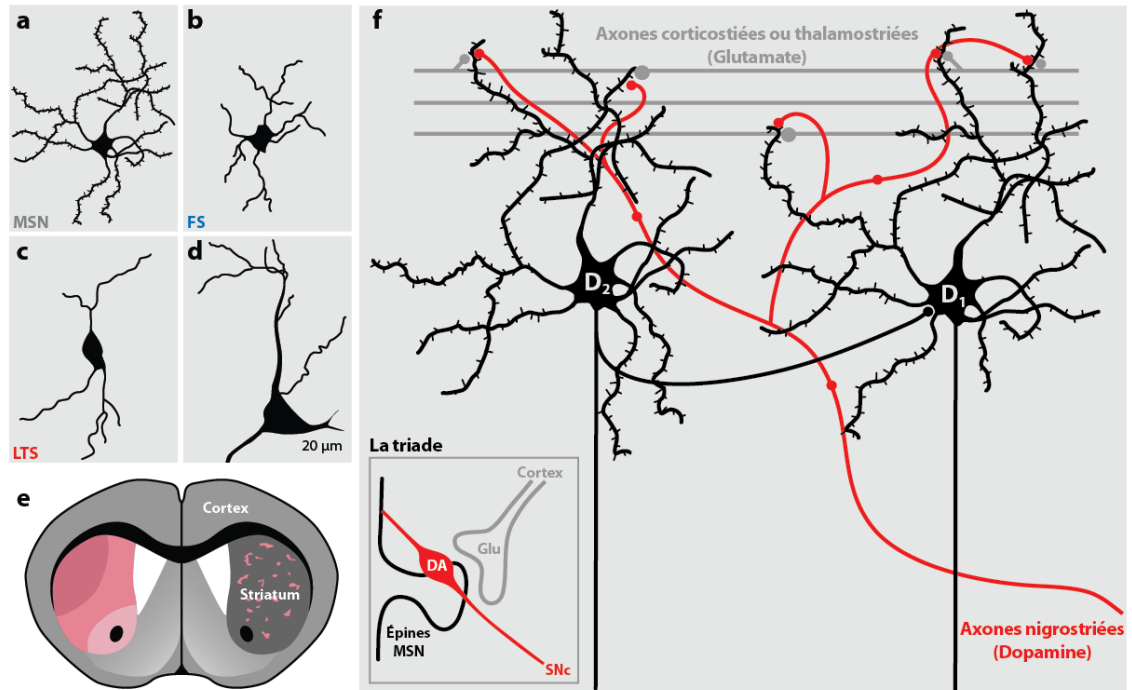 a
MSN
b
FS
c
LTS
d
20 µm
e
Cortex
Striatum
f
Axones corticostiées ou thalamostriées
(Glutamate)
D₂
D₁
La triade
Cortex
Glu
DA
Épines
MSN
SNc
Axones nigrostriées
(Dopamine)